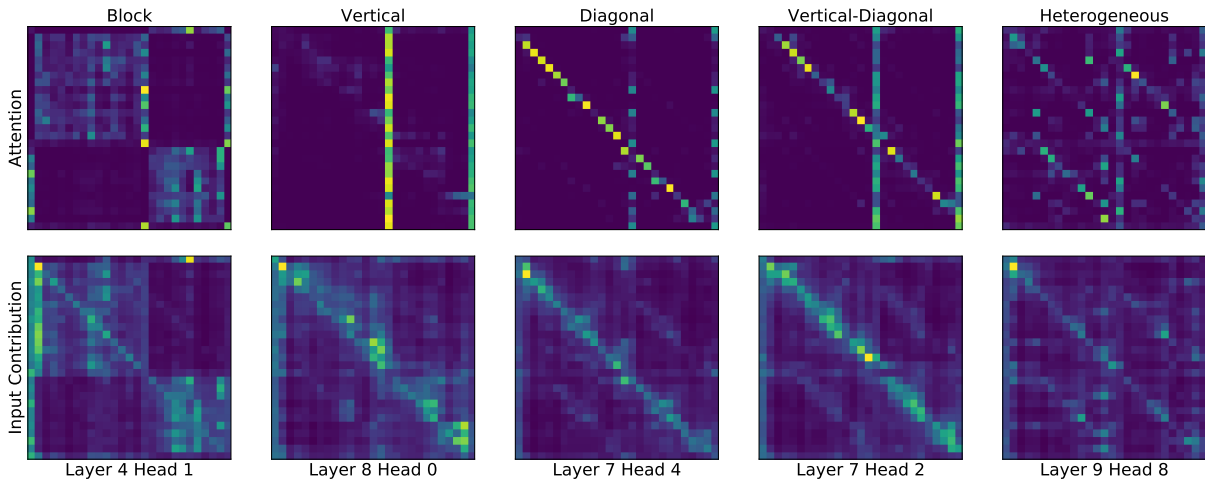 Block
Vertical
Diagonal
Vertical-Diagonal
Heterogeneous
Attention
Input Contribution
Layer 4 Head 1
Layer 8 Head 0
Layer 7 Head 4
Layer 7 Head 2
Layer 9 Head 8